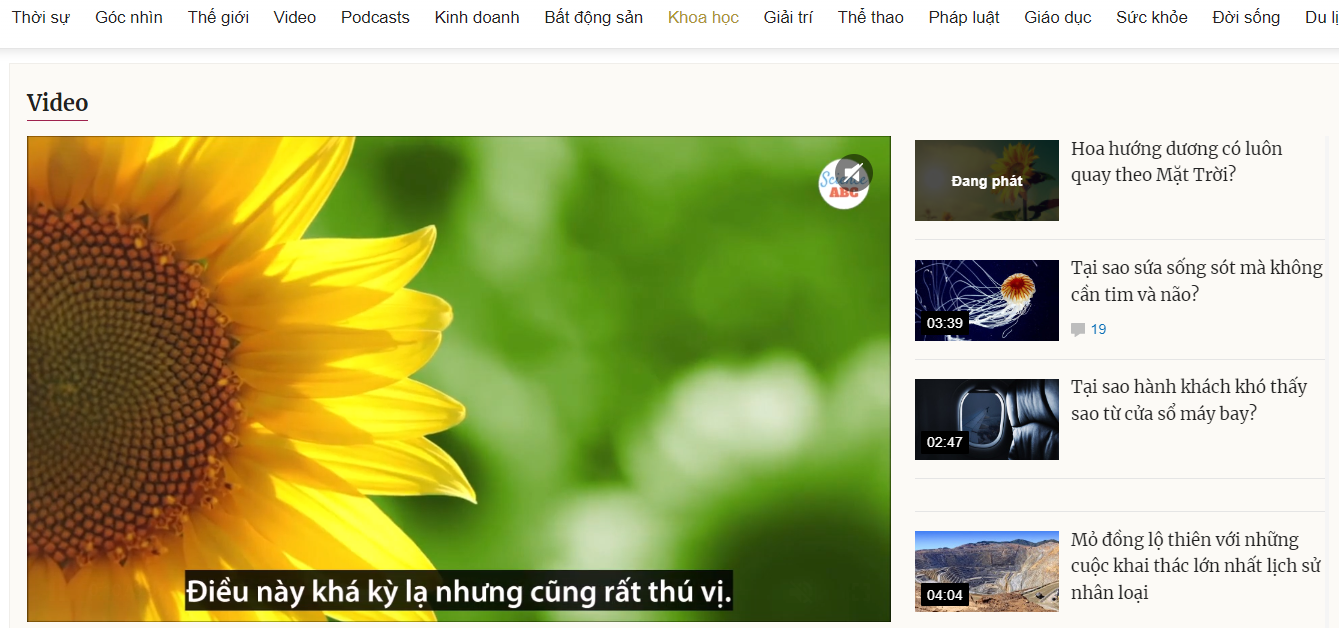 Thời sự Góc nhìn Thế giới Video Podcasts Kinh doanh Bất động sản Khoa học Giải trí Thể thao Pháp luật Giáo dục Sức khỏe Đời sống Du lị
Video
Science
ABC
Điều này khá kỳ lạ nhưng cũng rất thú vị.
Đang phát
Hoa hướng dương có luôn
quay theo Mặt Trời?
03:39
Tại sao sứa sống sót mà không
cần tim và não?
19
02:47
Tại sao hành khách khó thấy
sao từ cửa sổ máy bay?
04:04
Mỏ đồng lộ thiên với những
cuộc khai thác lớn nhất lịch sử
nhân loại